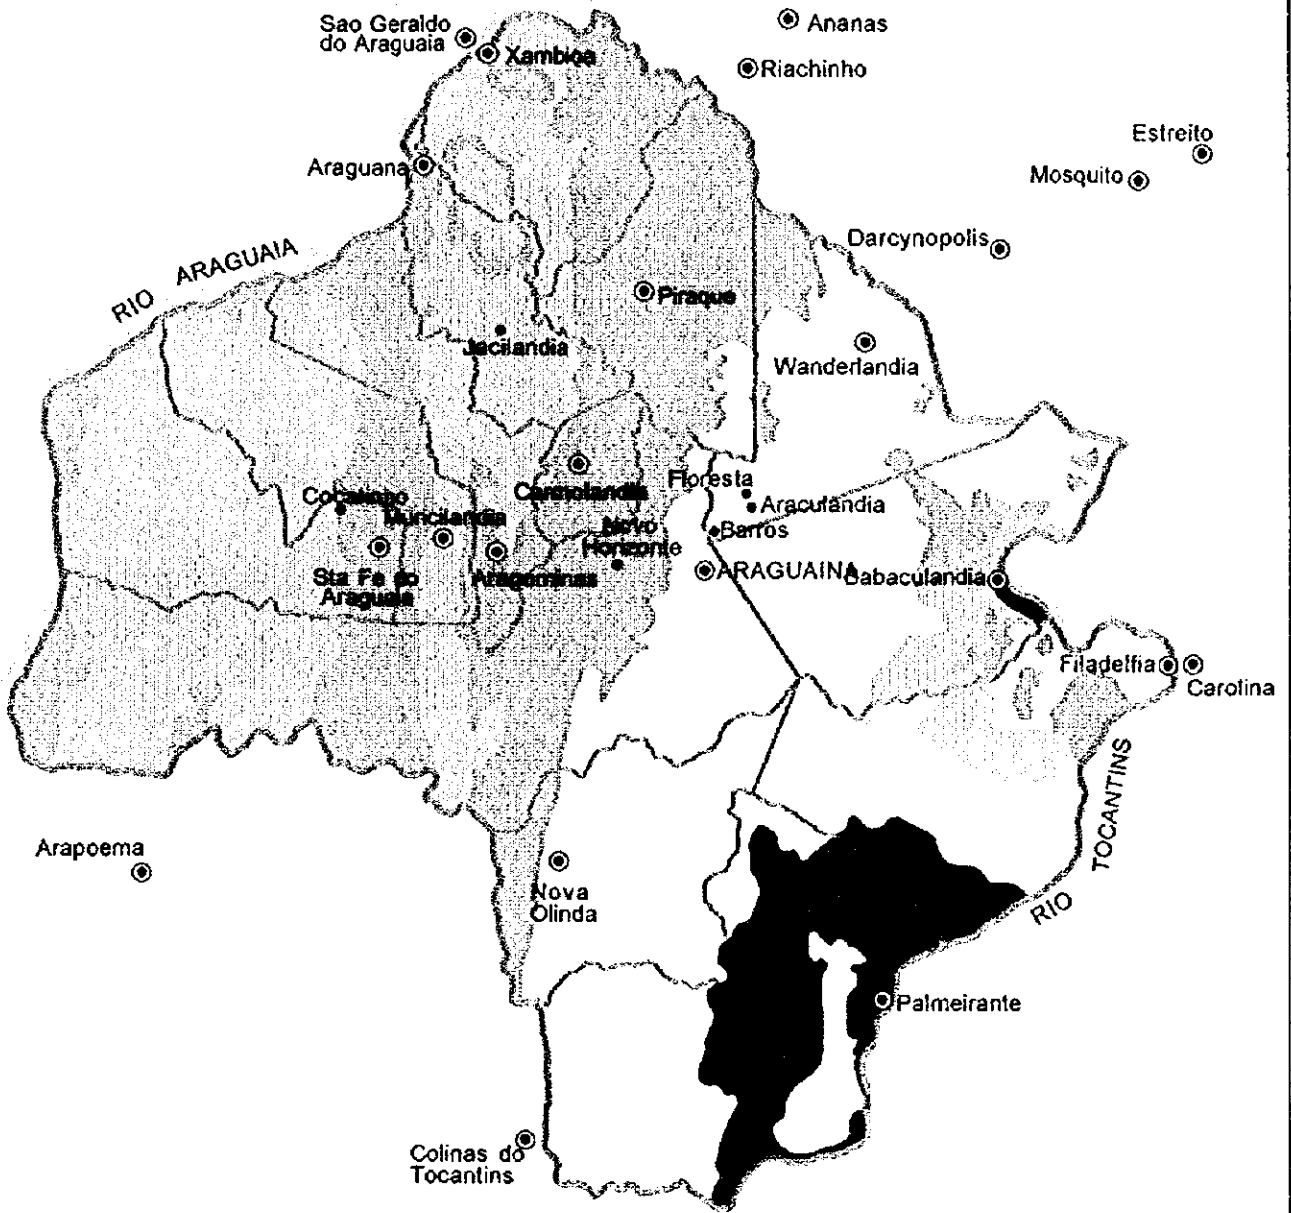 Sao Geraldo
do Araguaia
Xambioa
Ananas
Riachinho
Estreito
Mosquito
Araguana
Darcynopolis
RIO ARAGUAIA
Piraque
Jacilandia
Wanderlandia
Carmolandia
Floresta
Araculandia
Cocalinho
Muricilandia
Novo
Horizonte
Barros
ARAGUAINA
Babaculandia
Sta Fe do
Araguaia
Aragominas
Filadelfia
Carolina
RIO TOCANTINS
Arapoema
Nova
Olinda
Palmeirante
Colinas do
Tocantins